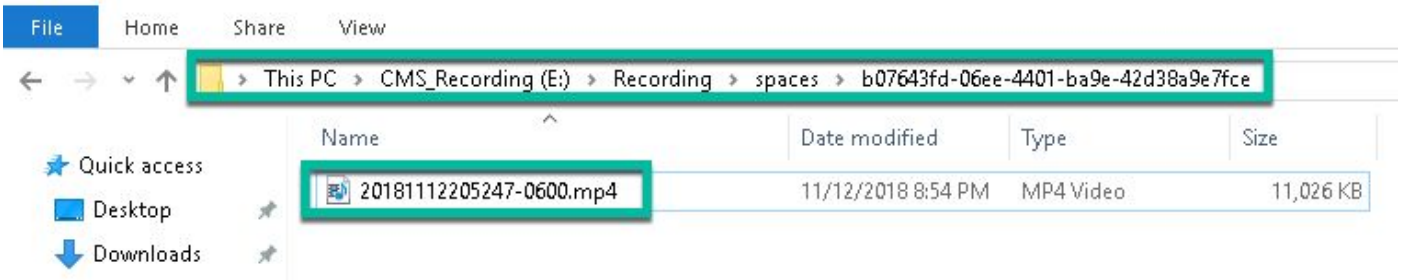 File Home Share View
This PC > CMS_Recording (E:) > Recording > spaces > b07643fd-06ee-4401-ba9e-42d38a9e7fce
Name Date modified Type Size
Quick access
20181112205247-0600.mp4 11/12/2018 8:54 PM MP4 Video 11,026 KB
Desktop
Downloads